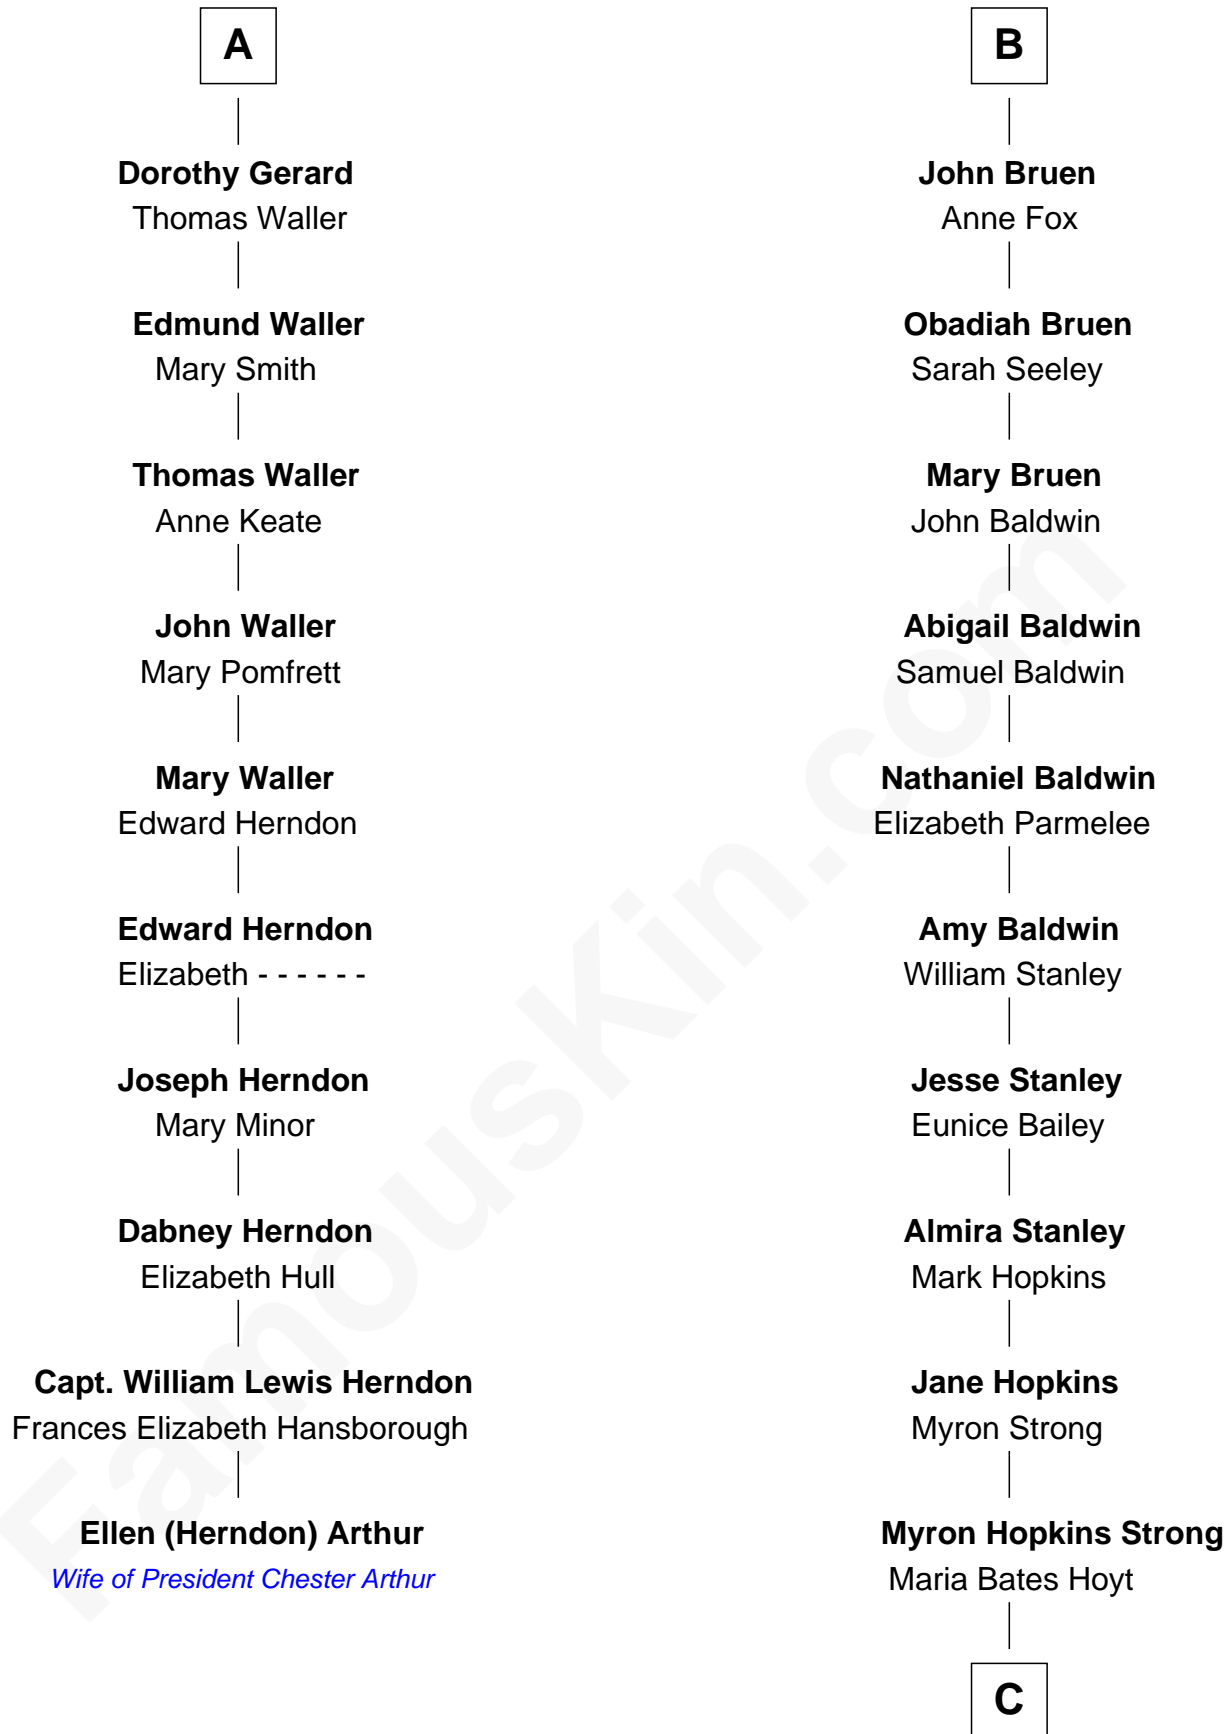 A
Dorothy Gerard
Thomas Waller
Edmund Waller
Mary Smith
Thomas Waller
Anne Keate
John Waller
Mary Pomfrett
Mary Waller
Edward Herndon
Edward Herndon
Elizabeth - - - - - -
Joseph Herndon
Mary Minor
Dabney Herndon
Elizabeth Hull
Capt. William Lewis Herndon
Frances Elizabeth Hansborough
Ellen (Herndon) Arthur
Wife of President Chester Arthur
B
John Bruen
Anne Fox
Obadiah Bruen
Sarah Seeley
Mary Bruen
John Baldwin
Abigail Baldwin
Samuel Baldwin
Nathaniel Baldwin
Elizabeth Parmelee
Amy Baldwin
William Stanley
Jesse Stanley
Eunice Bailey
Almira Stanley
Mark Hopkins
Jane Hopkins
Myron Strong
Myron Hopkins Strong
Maria Bates Hoyt
C
FamousKin.com